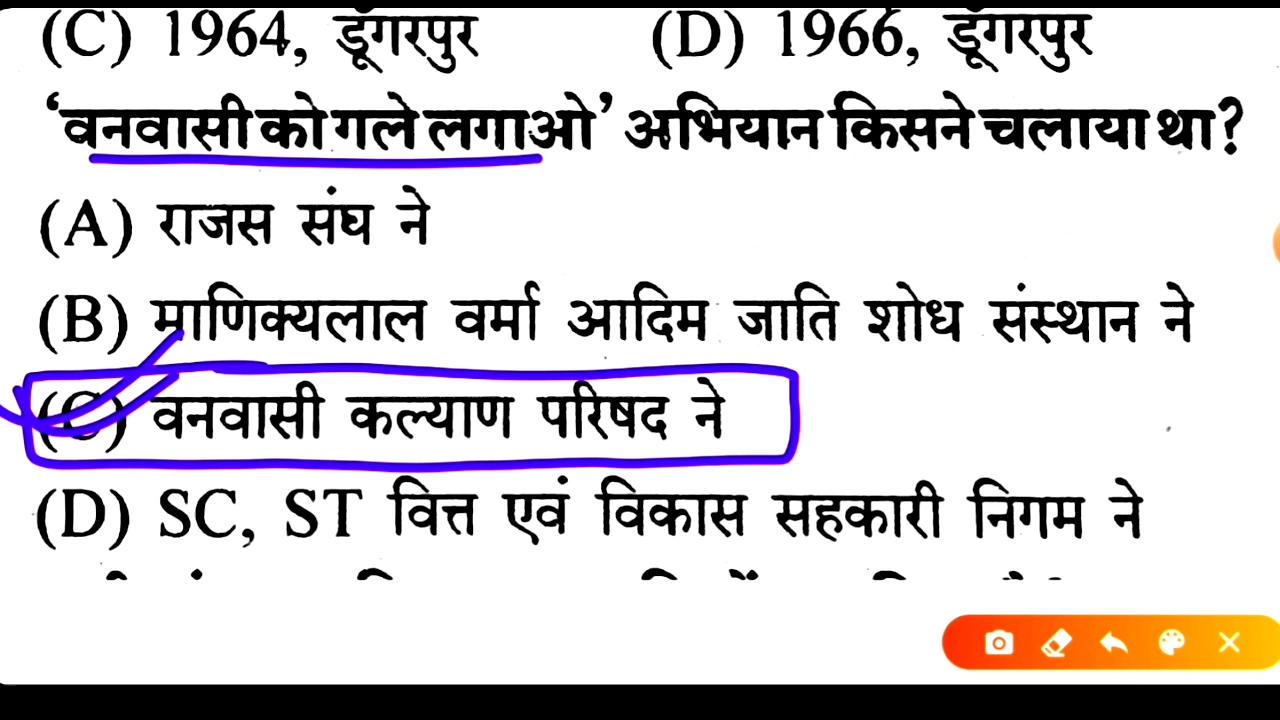 (C) 1964, डूँगरपुर (D) 1966, डूँगरपुर
‘वनवासी को गले लगाओ’ अभियान किसने चलाया था?
(A) राजस संघ ने
(B) माणिक्यलाल वर्मा आदिम जाति शोध संस्थान ने
(C) वनवासी कल्याण परिषद ने
(D) SC, ST वित्त एवं विकास सहकारी निगम ने